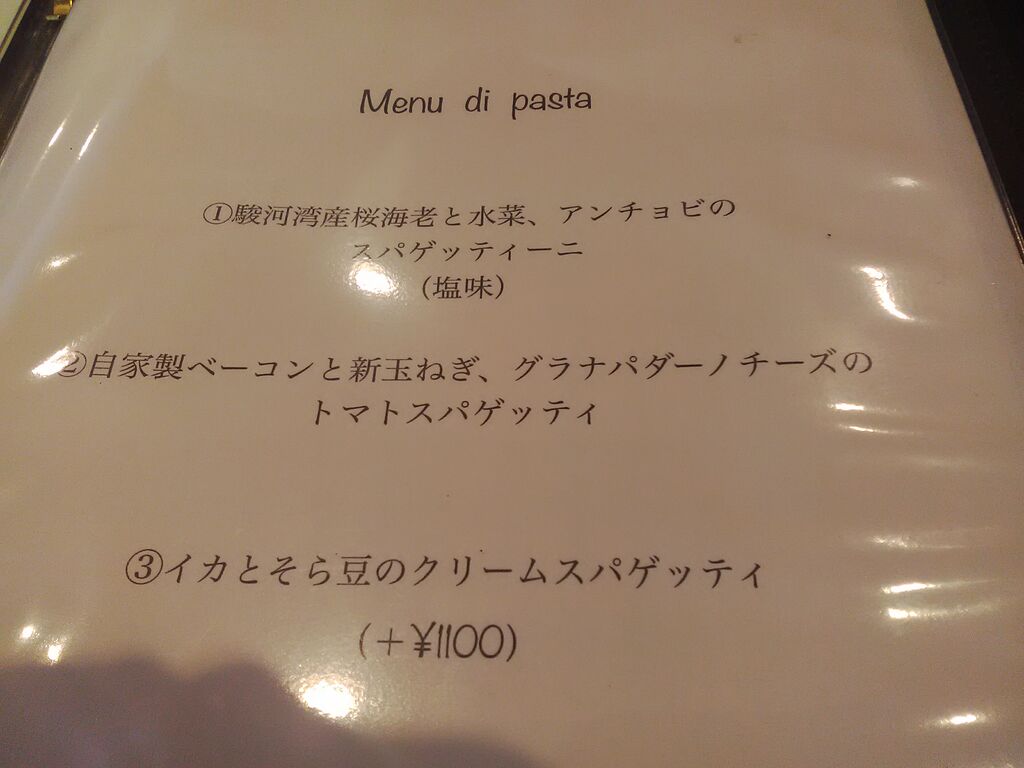 Menu di pasta
①駿河湾産桜海老と水菜、アンチョビの
スパゲッティーニ
(塩味)
②自家製ベーコンと新玉ねぎ、グラナパダーノチーズの
トマトスパゲッティ
③イカとそら豆のクリームスパゲッティ
(+¥1100)